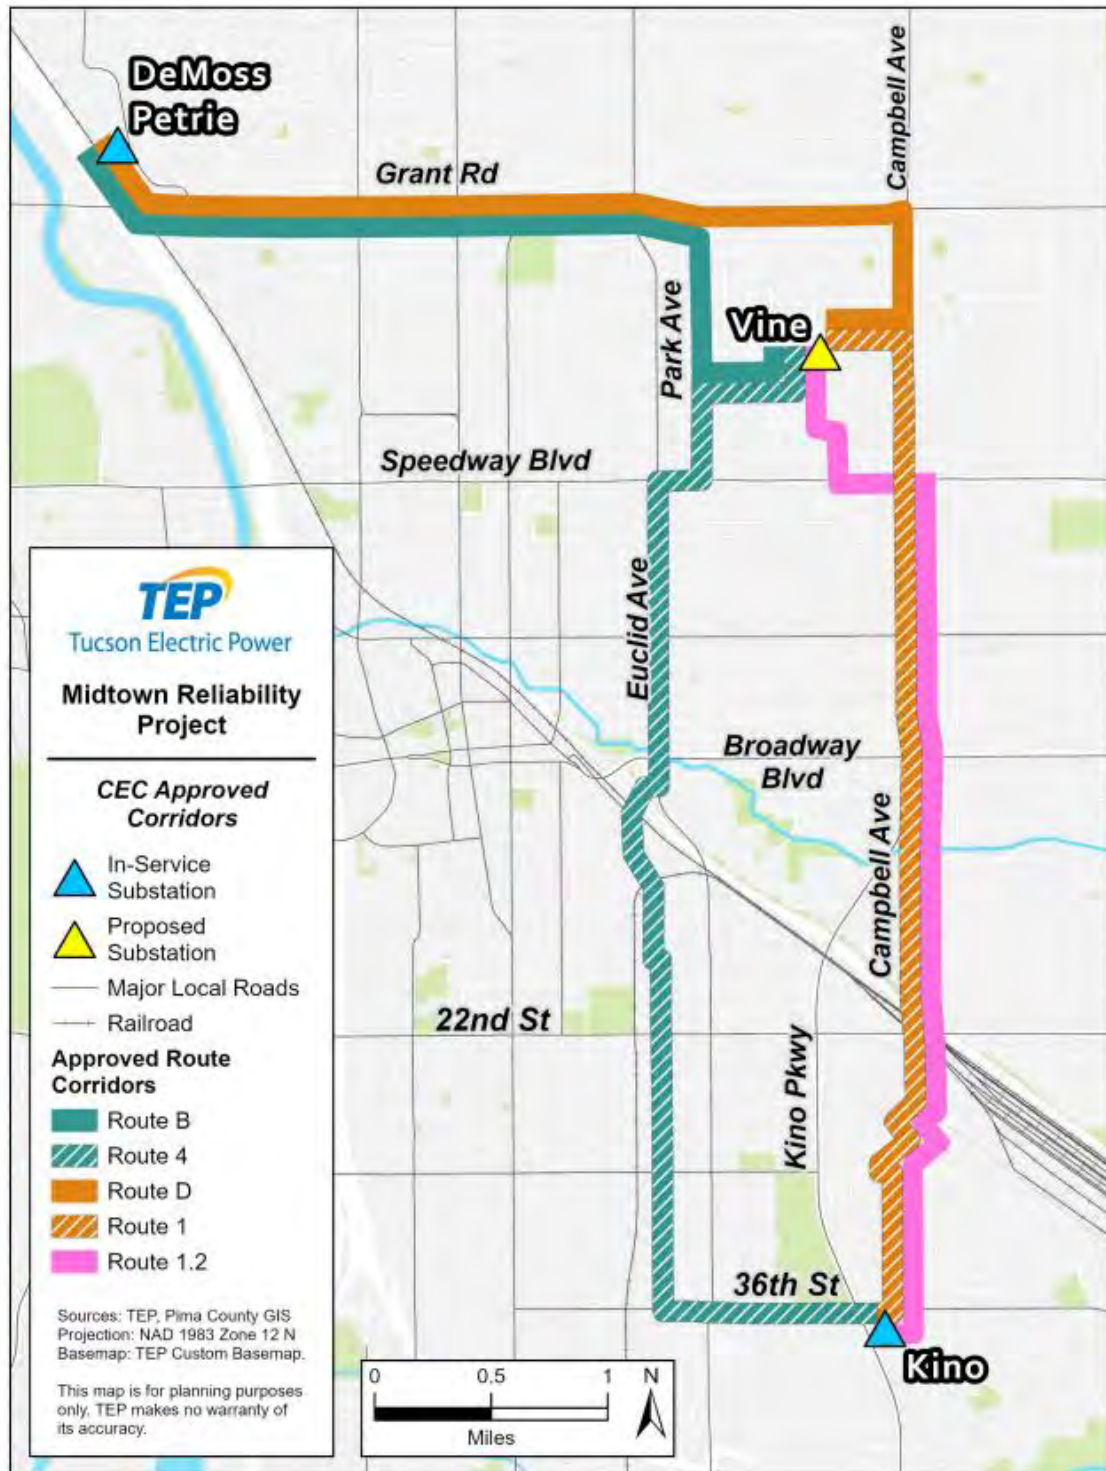 DeMoss
Petrie
Grant Rd
Campbell Ave
Vine
Park Ave
Speedway Blvd
Euclid Ave
Broadway
Blvd
Campbell Ave
22nd St
Kino Pkwy
36th St
Kino
TEP
Tucson Electric Power
Midtown Reliability
Project
CEC Approved
Corridors
In-Service
Substation
Proposed
Substation
Major Local Roads
Railroad
Approved Route
Corridors
Route B
Route 4
Route D
Route 1
Route 1.2
Sources: TEP, Pima County GIS
Projection: NAD 1983 Zone 12 N
Basemap: TEP Custom Basemap.
This map is for planning purposes
only. TEP makes no warranty of
its accuracy.
0 0.5 1 N
Miles